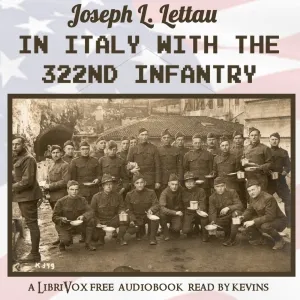 Joseph L. Lettau
IN ITALY WITH THE
322ND INFANTRY
A LIBRIVOX FREE AUDIOBOOK READ BY KEVINS